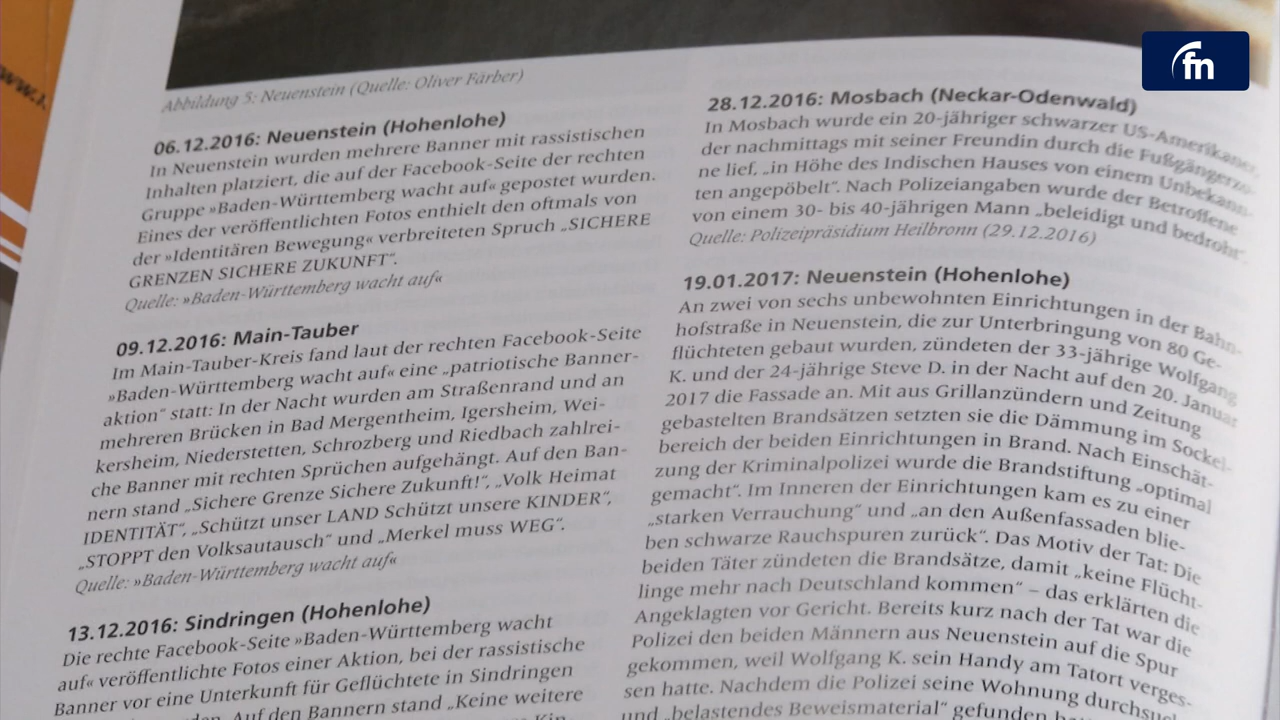 fn
Abbildung 5: Neuenstein (Quelle: Oliver Färber)
06.12.2016: Neuenstein (Hohenlohe)
In Neuenstein wurden mehrere Banner mit rassistischen
Inhalten platziert, die auf der Facebook-Seite der rechten
Gruppe »Baden-Württemberg wacht auf« gepostet wurden.
Eines der veröffentlichten Fotos enthielt den oftmals von
der »Identitären Bewegung« verbreiteten Spruch „SICHERE
GRENZEN SICHERE ZUKUNFT“.
Quelle: »Baden-Württemberg wacht auf«
09.12.2016: Main-Tauber
Im Main-Tauber-Kreis fand laut der rechten Facebook-Seite
»Baden-Württemberg wacht auf« eine „patriotische Banner-
aktion“ statt: In der Nacht wurden am Straßenrand und an
mehreren Brücken in Bad Mergentheim, Igersheim, Wei-
kersheim, Niederstetten, Schrozberg und Riedbach zahlrei-
che Banner mit rechten Sprüchen aufgehängt. Auf den Ban-
nern stand „Sichere Grenze Sichere Zukunft!“, „Volk Heimat
IDENTITÄT“, „Schützt unser LAND Schützt unsere KINDER“,
„STOPPT den Volksautausch“ und „Merkel muss WEG“.
Quelle: »Baden-Württemberg wacht auf«
13.12.2016: Sindringen (Hohenlohe)
Die rechte Facebook-Seite »Baden-Württemberg wacht
auf« veröffentlichte Fotos einer Aktion, bei der rassistische
Banner vor eine Unterkunft für Geflüchtete in Sindringen
Auf den Bannern stand „Keine weitere
28.12.2016: Mosbach (Neckar-Odenwald)
In Mosbach wurde ein 20-jähriger schwarzer US-Amerikaner,
der nachmittags mit seiner Freundin durch die Fußgängerzo-
ne lief, „in Höhe des Indischen Hauses von einem Unbekann-
ten angepöbelt“. Nach Polizeiangaben wurde der Betroffene
von einem 30- bis 40-jährigen Mann „beleidigt und bedroht“.
Quelle: Polizeipräsidium Heilbronn (29.12.2016)
19.01.2017: Neuenstein (Hohenlohe)
An zwei von sechs unbewohnten Einrichtungen in der Bahn-
hofstraße in Neuenstein, die zur Unterbringung von 80 Ge-
flüchteten gebaut wurden, zündeten der 33-jährige Wolfgang
K. und der 24-jährige Steve D. in der Nacht auf den 20. Januar
2017 die Fassade an. Mit aus Grillanzündern und Zeitung
gebastelten Brandsätzen setzten sie die Dämmung im Sockel-
bereich der beiden Einrichtungen in Brand. Nach Einschät-
zung der Kriminalpolizei wurde die Brandstiftung „optimal
gemacht“. Im Inneren der Einrichtungen kam es zu einer
„starken Verrauchung“ und „an den Außenfassaden blie-
ben schwarze Rauchspuren zurück“. Das Motiv der Tat: Die
beiden Täter zündeten die Brandsätze, damit „keine Flücht-
linge mehr nach Deutschland kommen“ – das erklärten die
Angeklagten vor Gericht. Bereits kurz nach der Tat war die
Polizei den beiden Männern aus Neuenstein auf die Spur
gekommen, weil Wolfgang K. sein Handy am Tatort verges-
sen hatte. Nachdem die Polizei seine Wohnung durchsuc
und „belastendes Beweismaterial“ gefunden